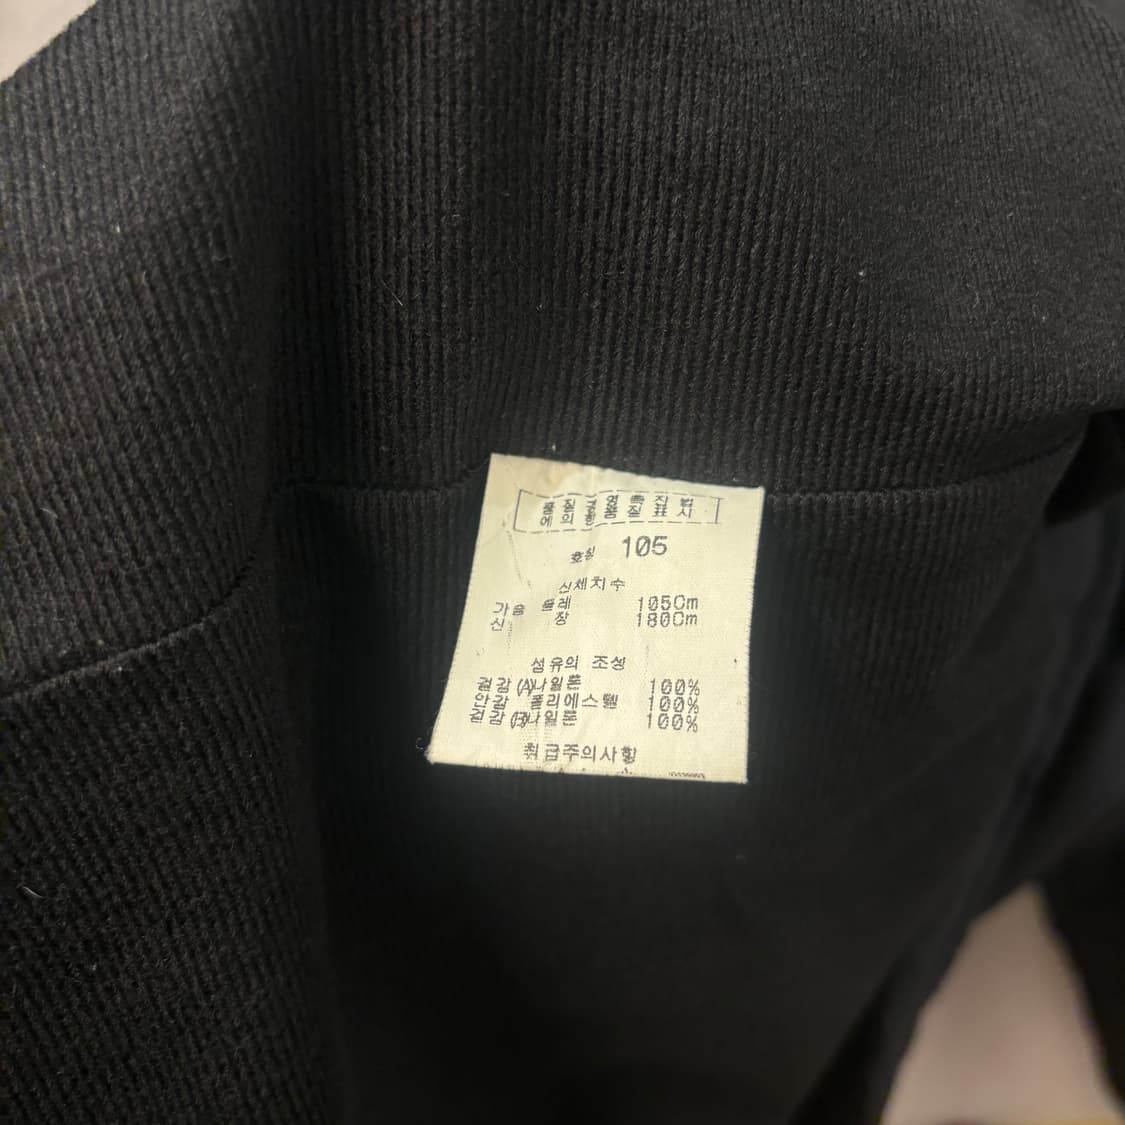 품질경영촉진법
에의한품질표시
호칭 105
신체치수
가슴둘레 105Cm
신장 180Cm
섬유의 조성
겉감(A)나일론 100%
안감 폴리에스텔 100%
겉감(B)나일론 100%
취급주의사항